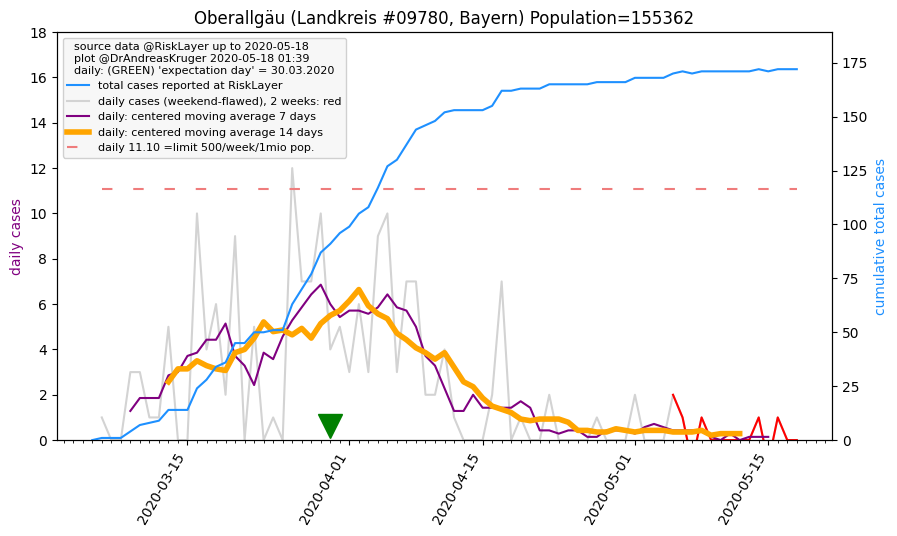 Oberallgäu (Landkreis #09780, Bayern) Population=155362
source data @RiskLayer up to 2020-05-18
plot @DrAndreasKruger 2020-05-18 01:39
daily: (GREEN) 'expectation day' = 30.03.2020
total cases reported at RiskLayer
daily cases (weekend-flawed), 2 weeks: red
daily: centered moving average 7 days
daily: centered moving average 14 days
daily 11.10 =limit 500/week/1mio pop.
daily cases
18
16
14
12
10
8
6
4
2
0
cumulative total cases
175
150
125
100
75
50
25
0
2020-03-15
2020-04-01
2020-04-15
2020-05-01
2020-05-15